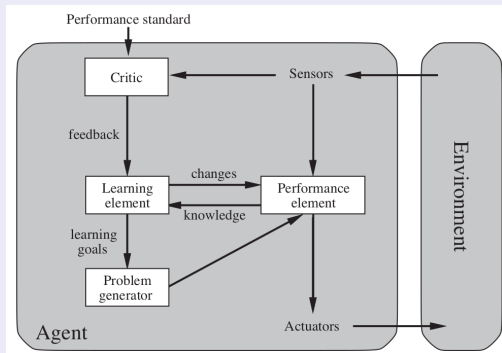 Performance standard
Critic
Sensors
feedback
changes
Learning
element
Performance
element
knowledge
learning
goals
Problem
generator
Agent
Actuators
Environment